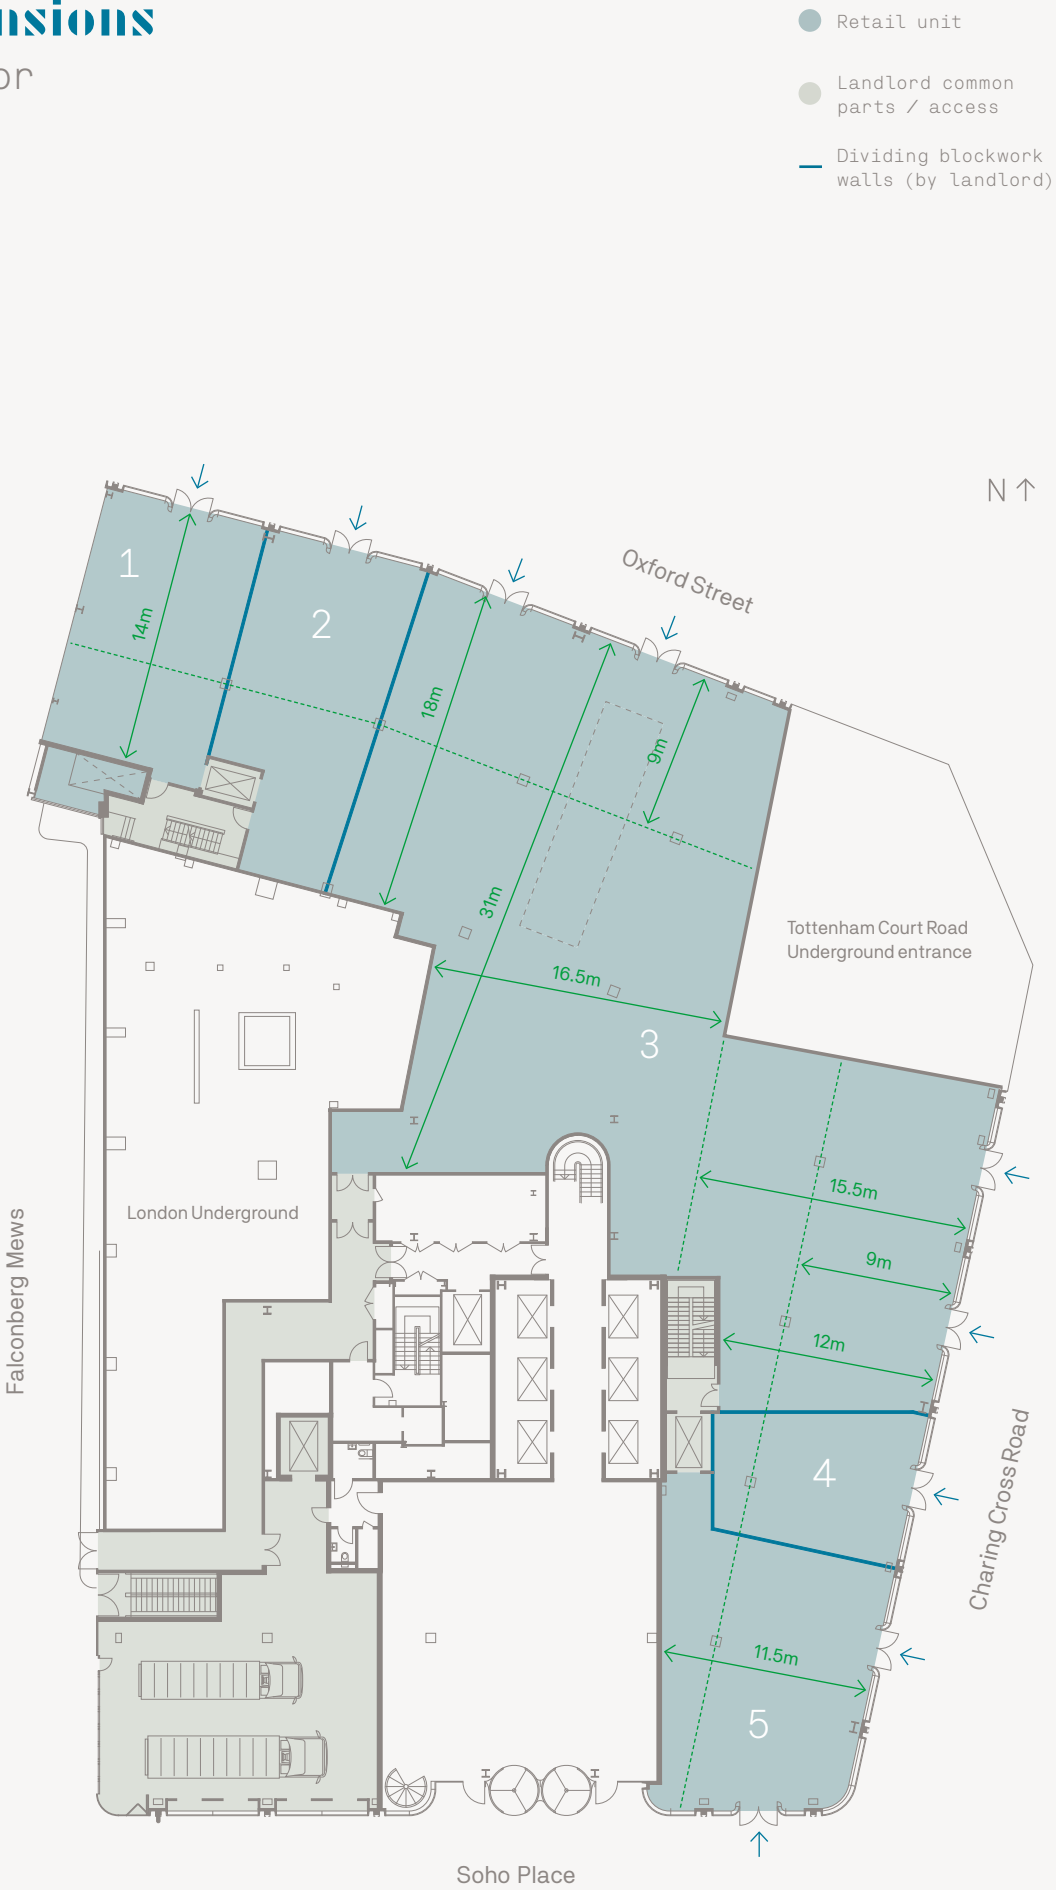 nsions
or
Retail unit
Landlord common
parts / access
Dividing blockwork
walls (by landlord)
N ↑
Oxford Street
1
2
14m
18m
9m
31m
Tottenham Court Road
Underground entrance
16.5m
3
London Underground
15.5m
9m
12m
Falconberg Mews
Charing Cross Road
4
11.5m
5
Soho Place